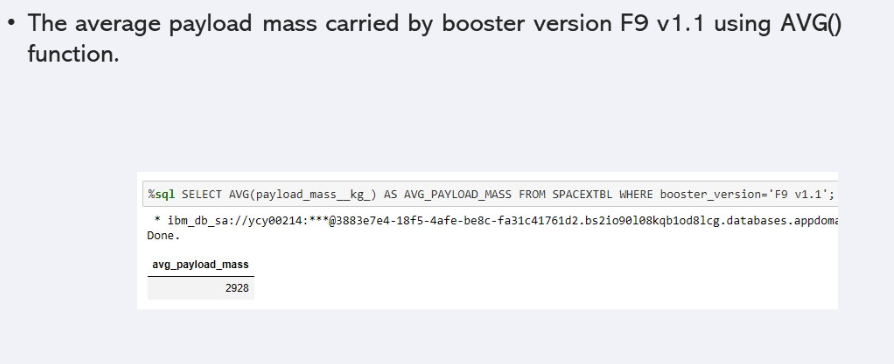 • The average payload mass carried by booster version F9 v1.1 using AVG()
function.
%sql SELECT AVG(payload_mass__kg_) AS AVG_PAYLOAD_MASS FROM SPACEXTBL WHERE booster_version='F9 v1.1';
* ibm_db_sa://ycy00214:***@3883e7e4-18f5-4afe-be8c-fa31c41761d2.bs2io90l08kqb1od8lcg.databases.appdoma
Done.
avg_payload_mass
2928